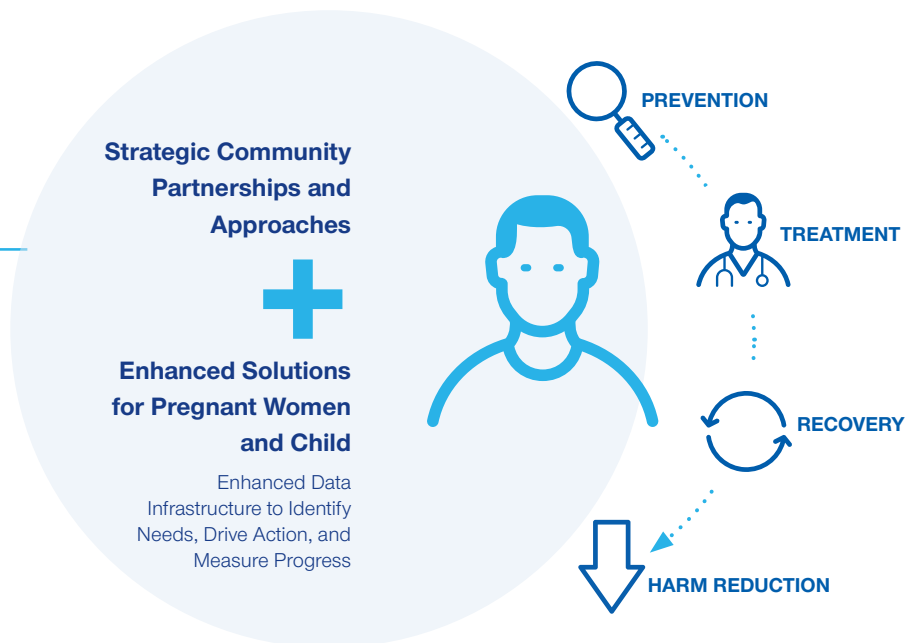 Strategic Community
Partnerships and
Approaches
Enhanced Solutions
for Pregnant Women
and Child
Enhanced Data
Infrastructure to Identify
Needs, Drive Action, and
Measure Progress
PREVENTION
TREATMENT
RECOVERY
HARM REDUCTION